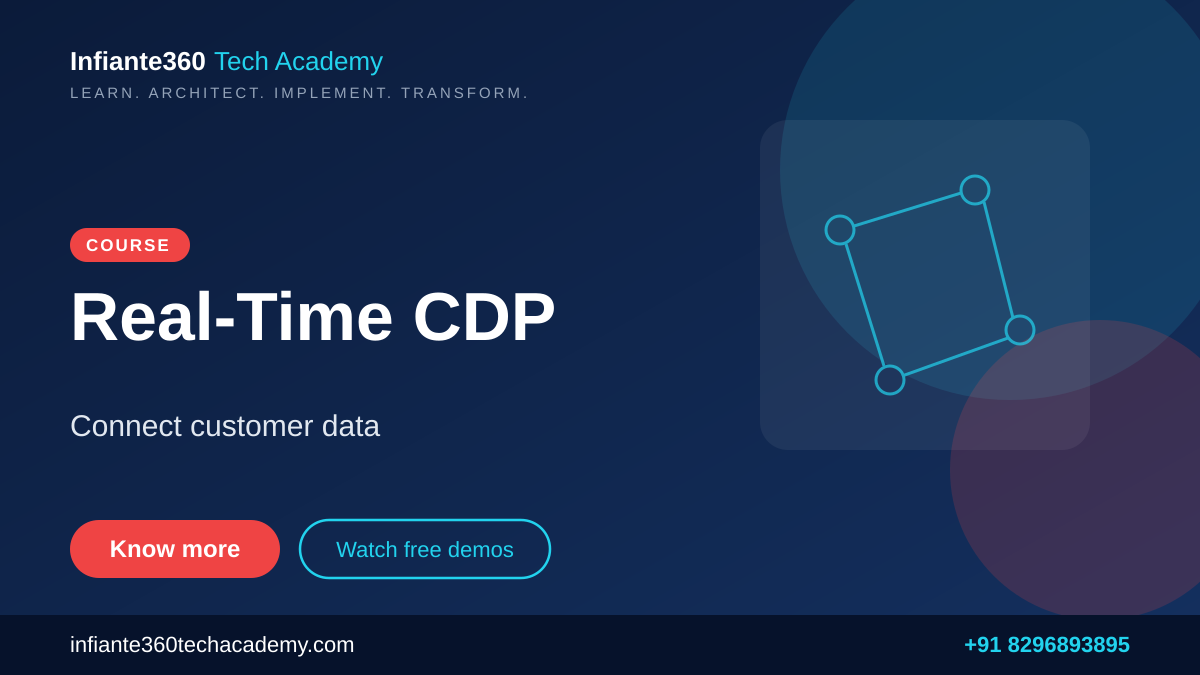 Infiante360 Tech Academy
LEARN. ARCHITECT. IMPLEMENT. TRANSFORM.
COURSE
Real-Time CDP
Connect customer data
Know more
Watch free demos
infiante360techacademy.com
+91 8296893895